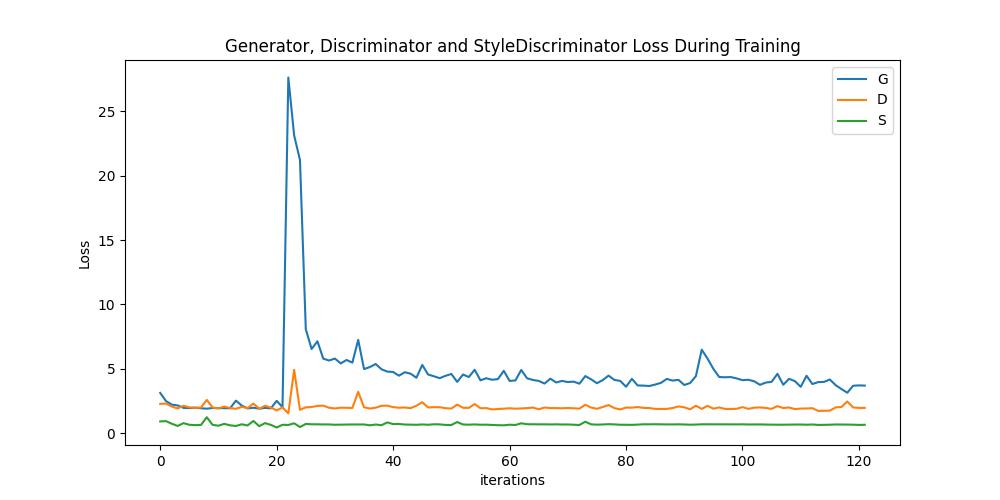 Generator, Discriminator and StyleDiscriminator Loss During Training
G
D
S
25
20
15
10
5
0
Loss
0 20 40 60 80 100 120
iterations